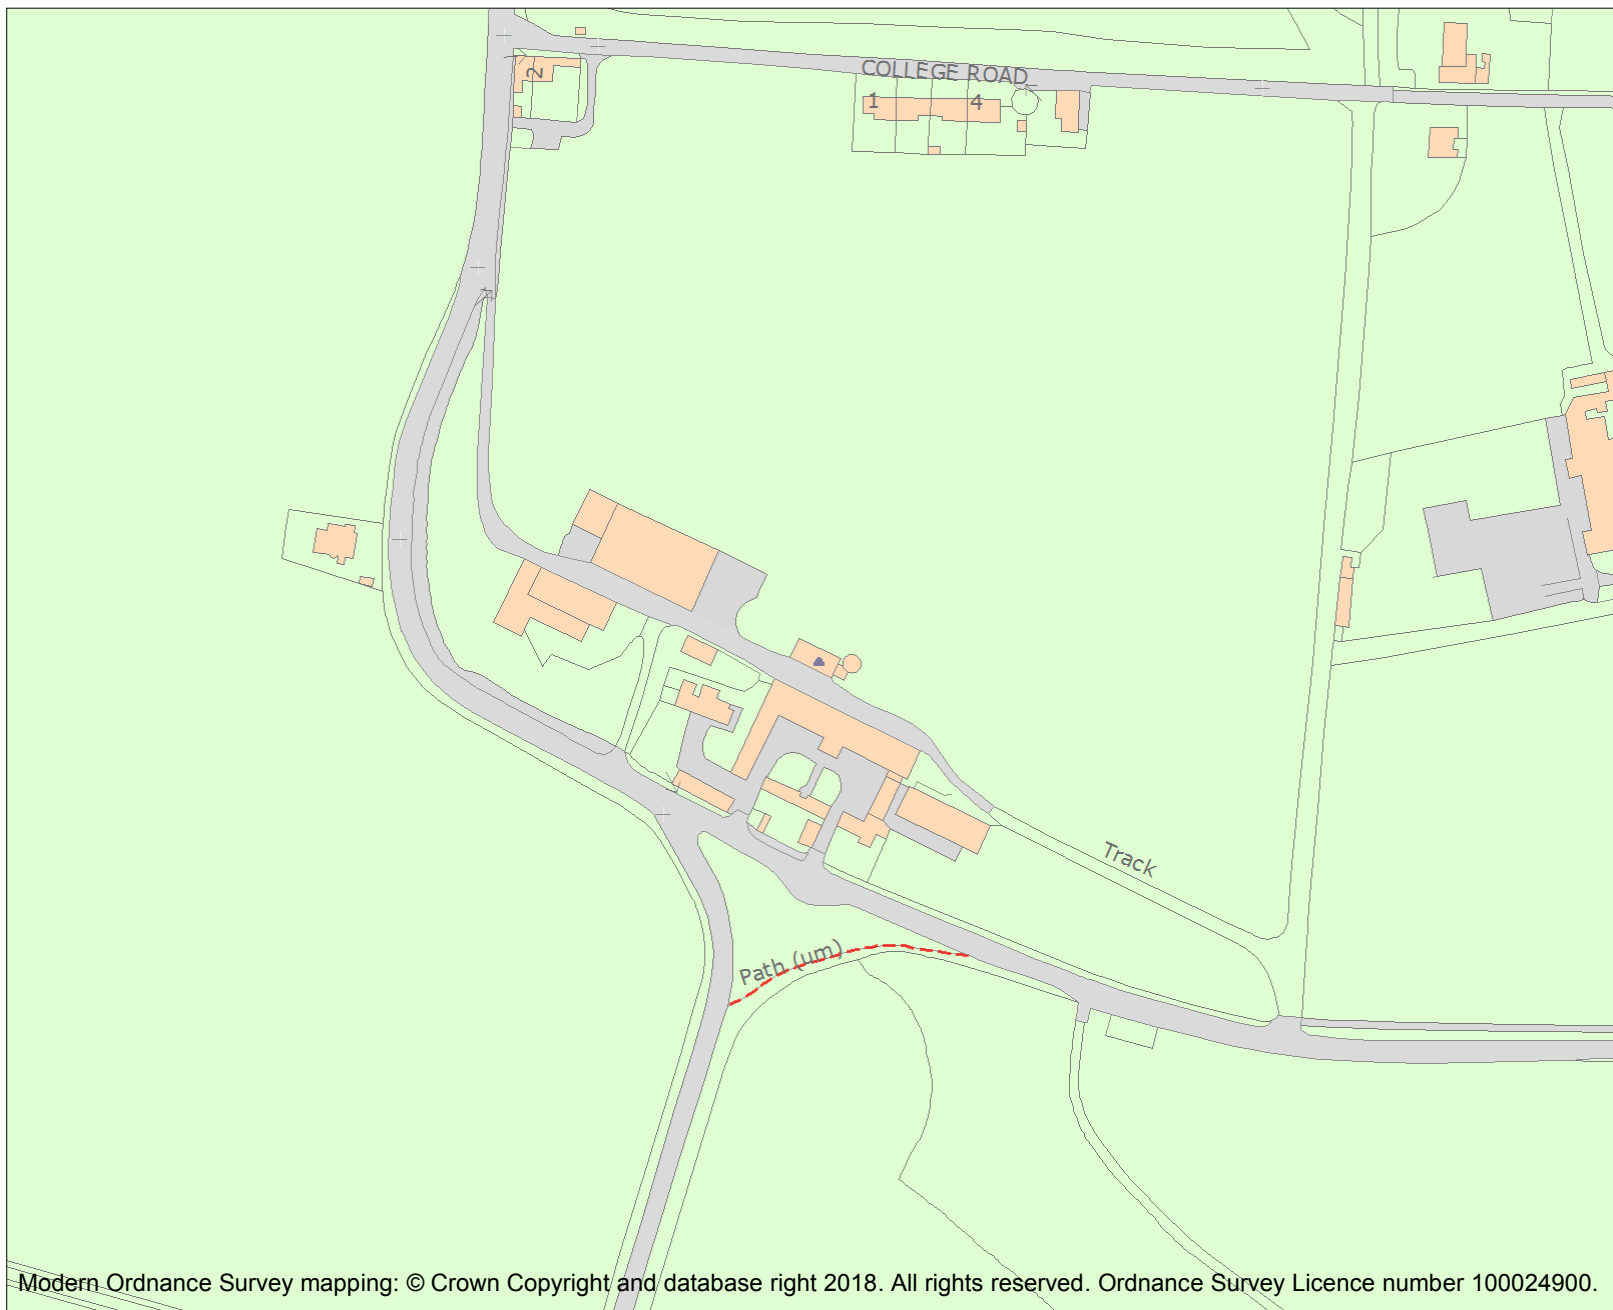 COLLEGE ROAD
2
1
4
Track
Path (um)
Modern Ordnance Survey mapping: © Crown Copyright and database right 2018. All rights reserved. Ordnance Survey Licence number 100024900.